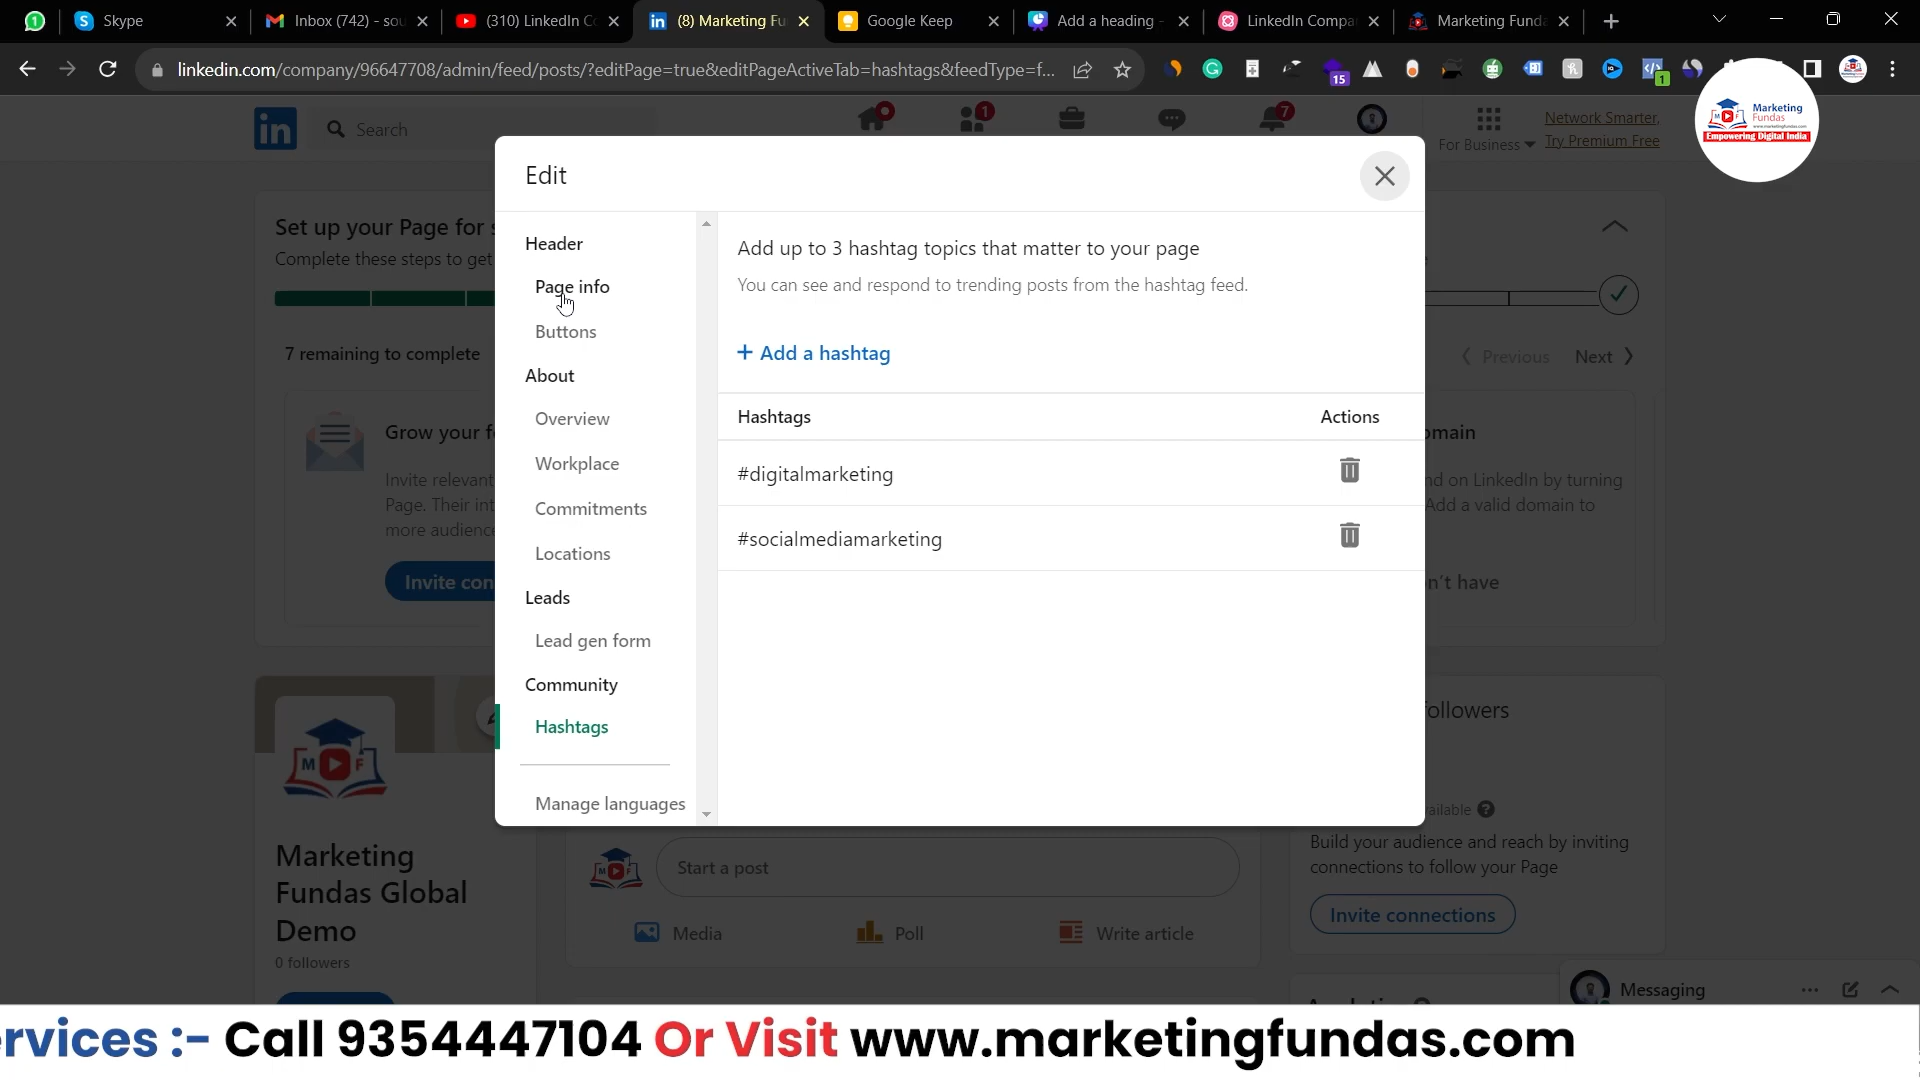 Skype
Inbox (742) - sou
(310) LinkedIn C
(8) Marketing Fu
Google Keep
Add a heading -
LinkedIn Compa
Marketing Funda
linkedin.com/company/96647708/admin/feed/posts/?editPage=true&editPageActiveTab=hashtags&feedType=f...
15
1
in
Search
1
7
For Business
Network Smarter,
Try Premium Free
Marketing
Fundas
Empowering Digital India
Edit
Set up your Page for s
Complete these steps to get
7 remaining to complete
Previous
Next
Grow your f
Invite relevant
Page. Their int
more audience
Invite con
omain
nd on LinkedIn by turning
Add a valid domain to
n't have
Header
Page info
Buttons
About
Overview
Workplace
Commitments
Locations
Leads
Lead gen form
Community
Hashtags
Manage languages
Add up to 3 hashtag topics that matter to your page
You can see and respond to trending posts from the hashtag feed.
+ Add a hashtag
Hashtags
Actions
#digitalmarketing
#socialmediamarketing
M F
Marketing
Fundas Global
Demo
0 followers
Start a post
Media
Poll
Write article
ollowers
vailable
Build your audience and reach by inviting
connections to follow your Page
Invite connections
Messaging
rvices :- Call 9354447104 Or Visit www.marketingfundas.com